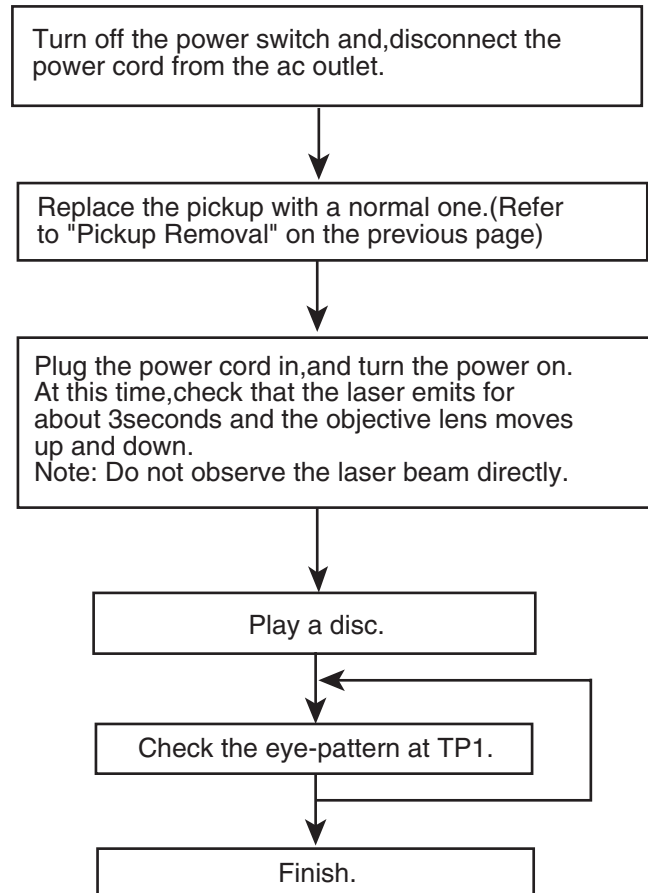 Turn off the power switch and,disconnect the
power cord from the ac outlet.
Replace the pickup with a normal one.(Refer
to "Pickup Removal" on the previous page)
Plug the power cord in,and turn the power on.
At this time,check that the laser emits for
about 3seconds and the objective lens moves
up and down.
Note: Do not observe the laser beam directly.
Play a disc.
Check the eye-pattern at TP1.
Finish.